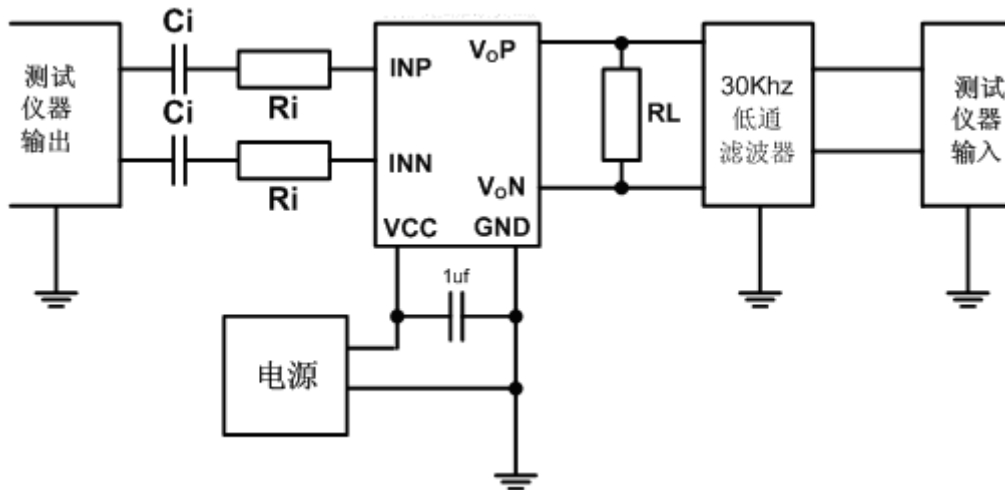 测试
仪器
输出
Ci
Ri
Ci
Ri
INP
INN
VCC
GND
VOP
VON
1uf
电源
RL
30Khz
低通
滤波器
测试
仪器
输入